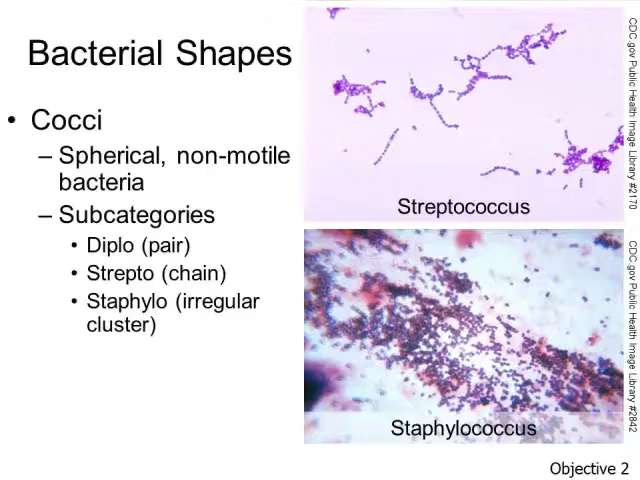 Bacterial Shapes
• Cocci
– Spherical, non-motile
bacteria
– Subcategories
• Diplo (pair)
• Strepto (chain)
• Staphylo (irregular
cluster)
Streptococcus
CDC.gov Public Health Image Library #2170
Staphylococcus
CDC.gov Public Health Image Library #2842
Objective 2